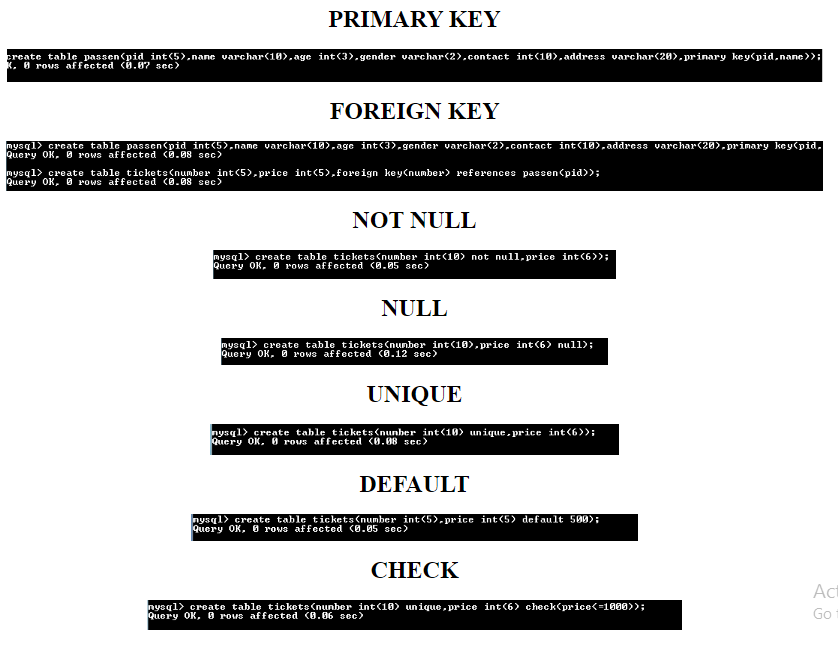 PRIMARY KEY
create table passen(pid int(5),name varchar(10),age int(3),gender varchar(2),contact int(10),address varchar(20),primary key(pid,name));
K, 0 rows affected (0.07 sec)
FOREIGN KEY
mysql> create table passen(pid int(5),name varchar(10),age int(3),gender varchar(2),contact int(10),address varchar(20),primary key(pid,
Query OK, 0 rows affected (0.08 sec)
mysql> create table tickets(number int(5),price int(5),foreign key(number) references passen(pid));
Query OK, 0 rows affected (0.08 sec)
NOT NULL
mysql> create table tickets(number int(10) not null,price int(6));
Query OK, 0 rows affected (0.05 sec)
NULL
mysql> create table tickets(number int(10),price int(6) null);
Query OK, 0 rows affected (0.12 sec)
UNIQUE
mysql> create table tickets(number int(10) unique,price int(6));
Query OK, 0 rows affected (0.08 sec)
DEFAULT
mysql> create table tickets(number int(5),price int(5) default 500);
Query OK, 0 rows affected (0.05 sec)
CHECK
mysql> create table tickets(number int(10) unique,price int(6) check(price<=1000));
Query OK, 0 rows affected (0.06 sec)
Act
Go t